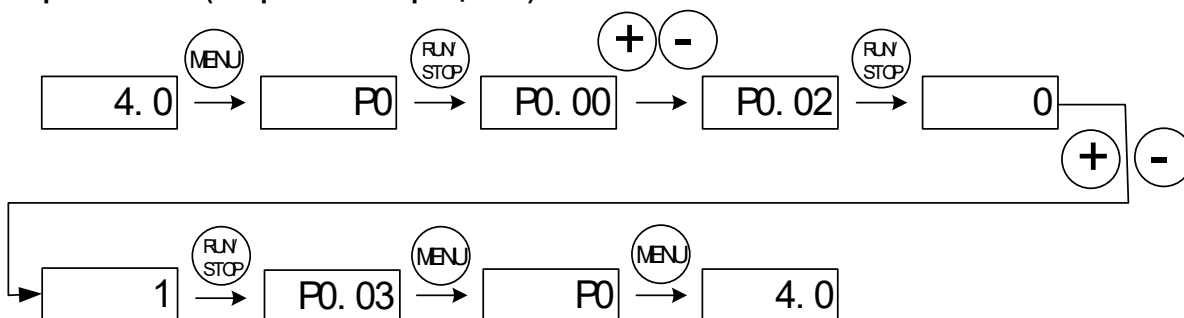 MENU RUN/ STOP + - RUN/ STOP
4. 0 P0 P0. 00 P0. 02 0
+ -
RUN/ STOP MENU MENU
1 P0. 03 P0 4. 0